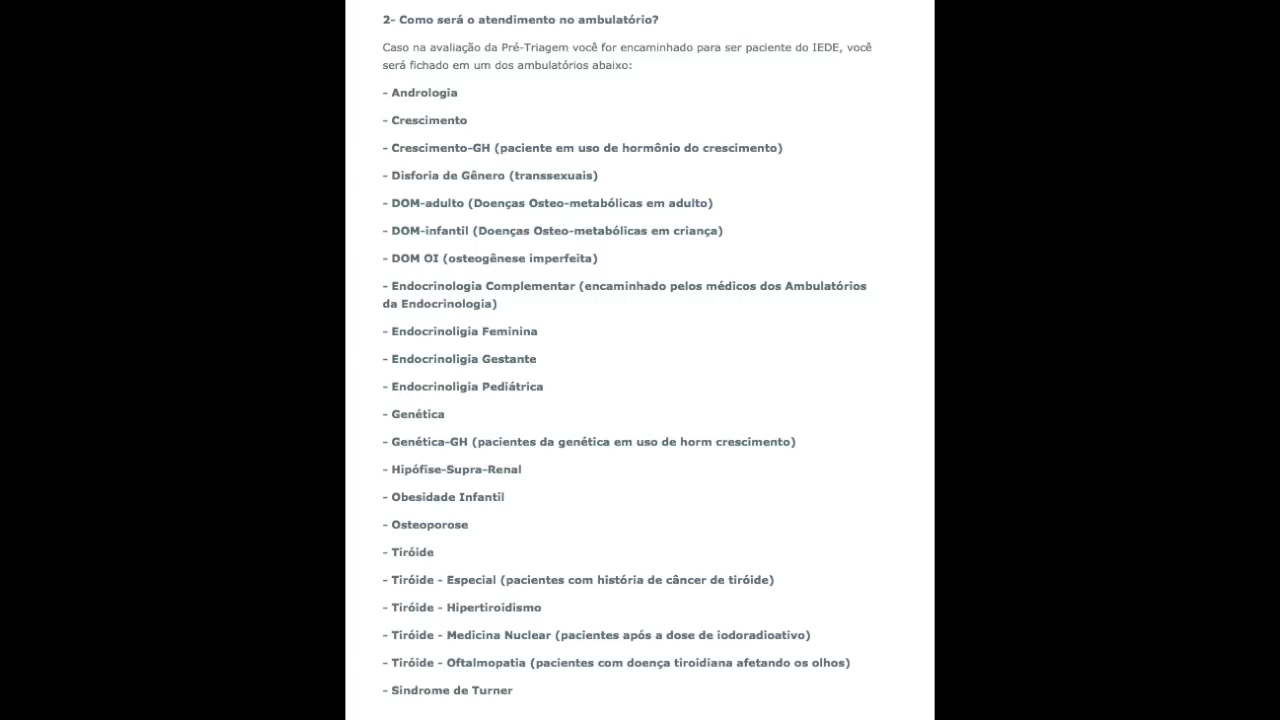 2- Como será o atendimento no ambulatório?
Caso na avaliação da Pré-Triagem você for encaminhado para ser paciente do IEDE, você
será fichado em um dos ambulatórios abaixo:
- Andrologia
- Crescimento
- Crescimento-GH (paciente em uso de hormônio do crescimento)
- Disforia de Gênero (transsexuais)
- DOM-adulto (Doenças Osteo-metabólicas em adulto)
- DOM-infantil (Doenças Osteo-metabólicas em criança)
- DOM OI (osteogênese imperfeita)
- Endocrinologia Complementar (encaminhado pelos médicos dos Ambulatórios
da Endocrinologia)
- Endocrinoligia Feminina
- Endocrinoligia Gestante
- Endocrinoligia Pediátrica
- Genética
- Genética-GH (pacientes da genética em uso de horm crescimento)
- Hipófise-Supra-Renal
- Obesidade Infantil
- Osteoporose
- Tiróide
- Tiróide - Especial (pacientes com história de câncer de tiróide)
- Tiróide - Hipertiroidismo
- Tiróide - Medicina Nuclear (pacientes após a dose de iodoradioativo)
- Tiróide - Oftalmopatia (pacientes com doença tiroidiana afetando os olhos)
- Sindrome de Turner